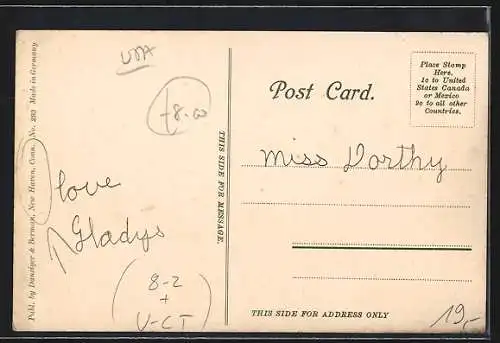 Publ. by Danziger & Berman, New Haven, Conn. No. 293 Made in Germany
USA
-8.00
love
Gladys
8-2
+
V-CT
THIS SIDE FOR MESSAGE.
Post Card.
Place Stamp
Here.
1c to United
States Canada
or Mexico
2c to all other
Countries.
Miss Dorthy
THIS SIDE FOR ADDRESS ONLY
19,-